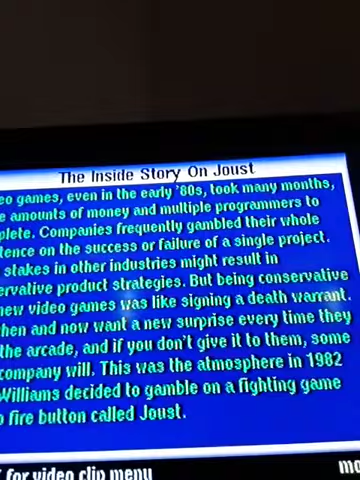 The Inside Story On Joust
eo games, even in the early '80s, took many months,
e amounts of money and multiple programmers to
plete. Companies frequently gambled their whole
tence on the success or failure of a single project.
stakes in other industries might result in
ervative product strategies. But being conservative
new video games was like signing a death warrant.
hen and now want a new surprise every time they
the arcade, and if you don't give it to them, some
company will. This was the atmosphere in 1982
Williams decided to gamble on a fighting game
o fire button called Joust.
for video clip menu
mo